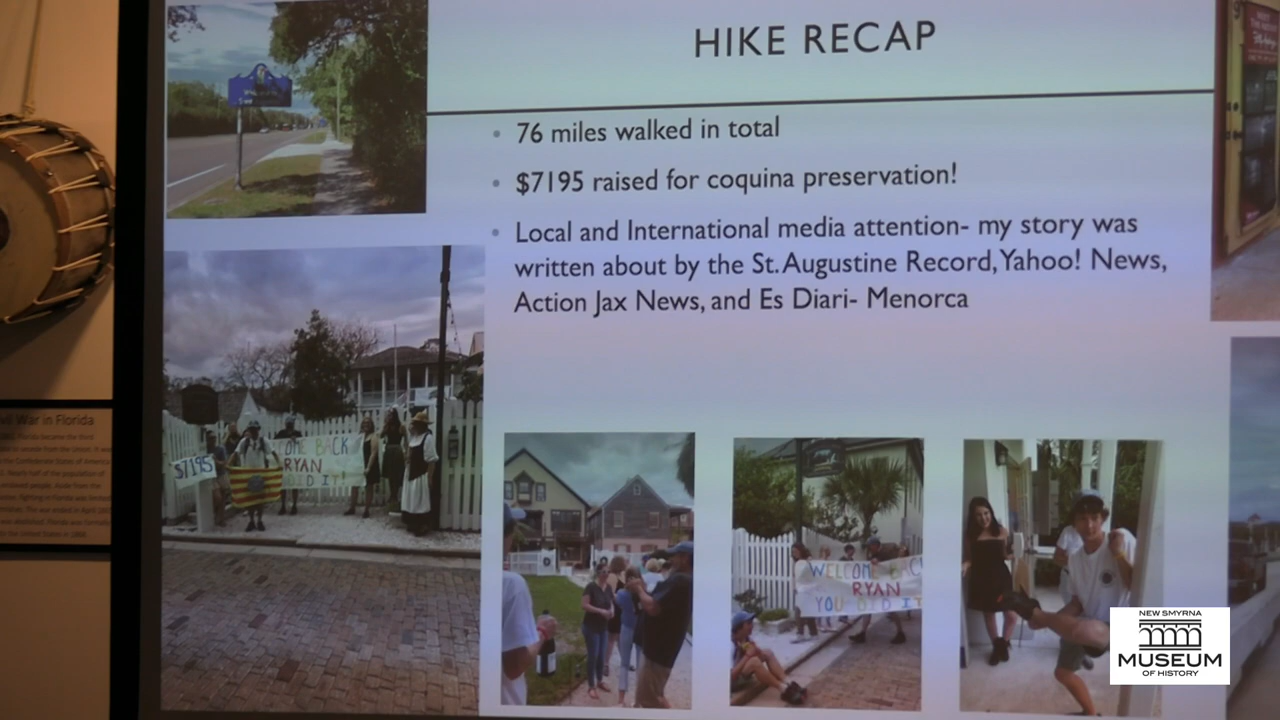 HIKE RECAP
• 76 miles walked in total
• $7195 raised for coquina preservation!
• Local and International media attention- my story was
written about by the St. Augustine Record, Yahoo! News,
Action Jax News, and Es Diari- Menorca
War in Florida
$7195
COME BACK
RYAN
DID IT!
WELCOME BAC
RYAN
YOU DID IT
NEW SMYRNA
MUSEUM
OF HISTORY